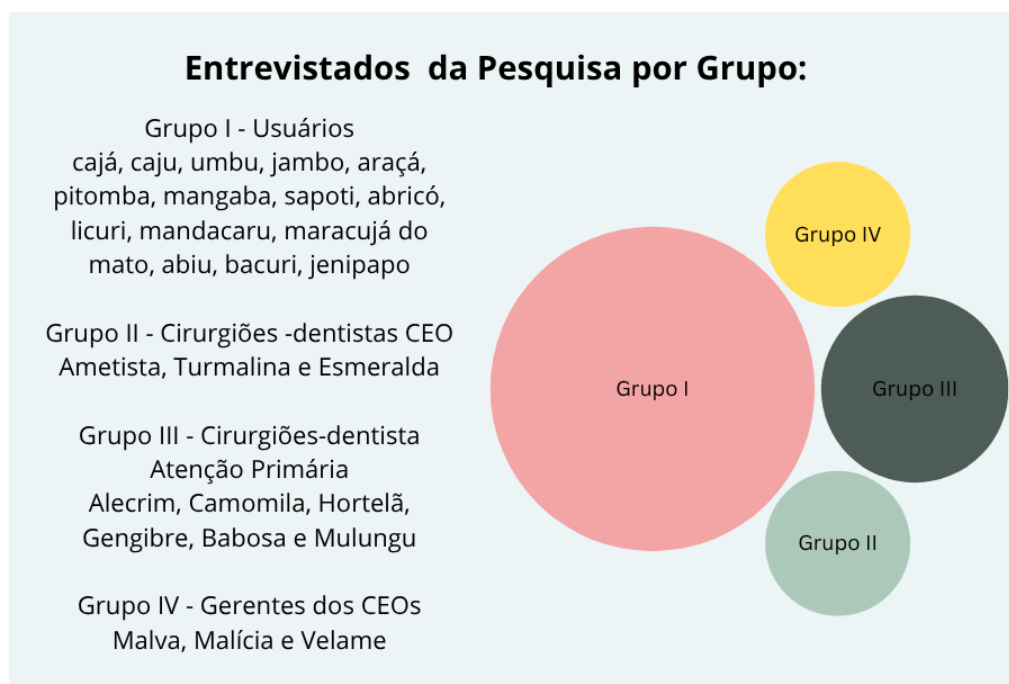 Entrevistados da Pesquisa por Grupo:
Grupo I - Usuários
cajá, caju, umbu, jambo, araçá,
pitomba, mangaba, sapoti, abricó,
licuri, mandacaru, maracujá do
mato, abiu, bacuri, jenipapo
Grupo II - Cirurgiões -dentistas CEO
Ametista, Turmalina e Esmeralda
Grupo III - Cirurgiões-dentista
Atenção Primária
Alecrim, Camomila, Hortelã,
Gengibre, Babosa e Mulungu
Grupo IV - Gerentes dos CEOs
Malva, Malícia e Velame
Grupo IV
Grupo I
Grupo III
Grupo II